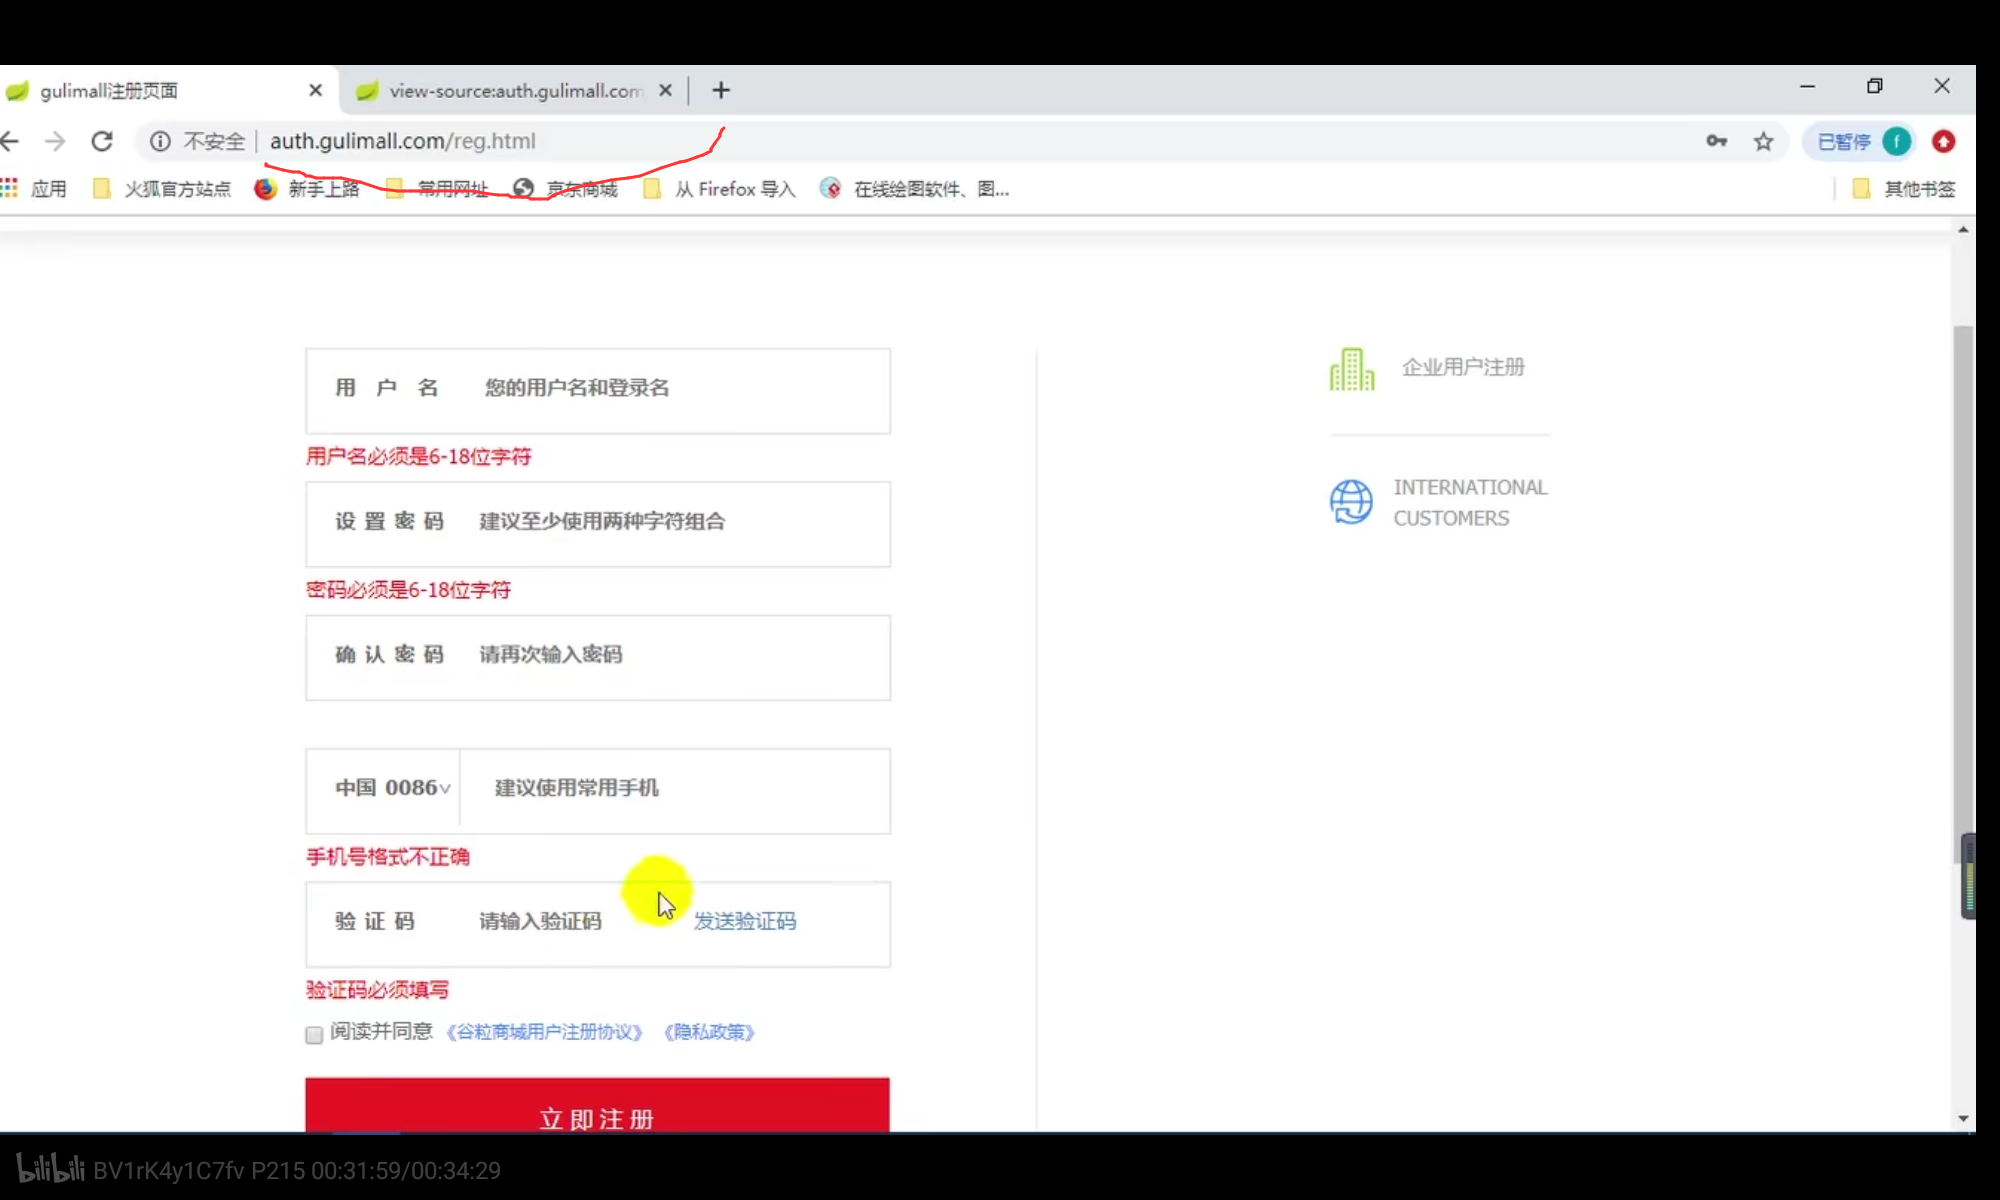 gulimall注册页面
view-source:auth.gulimall.com
不安全 auth.gulimall.com/reg.html 已暂停 f
应用 火狐官方站点 新手上路 常用网址 京东商城 从 Firefox 导入 在线绘图软件、图... 其他书签
用户名 您的用户名和登录名
用户名必须是6-18位字符
设置密码 建议至少使用两种字符组合
密码必须是6-18位字符
确认密码 请再次输入密码
中国 0086 建议使用常用手机
手机号格式不正确
验证码 请输入验证码 发送验证码
验证码必须填写
阅读并同意《谷粒商城用户注册协议》《隐私政策》
立即注册
企业用户注册
INTERNATIONAL
CUSTOMERS
bilibili BV1rK4y1C7fv P215 00:31:59/00:34:29